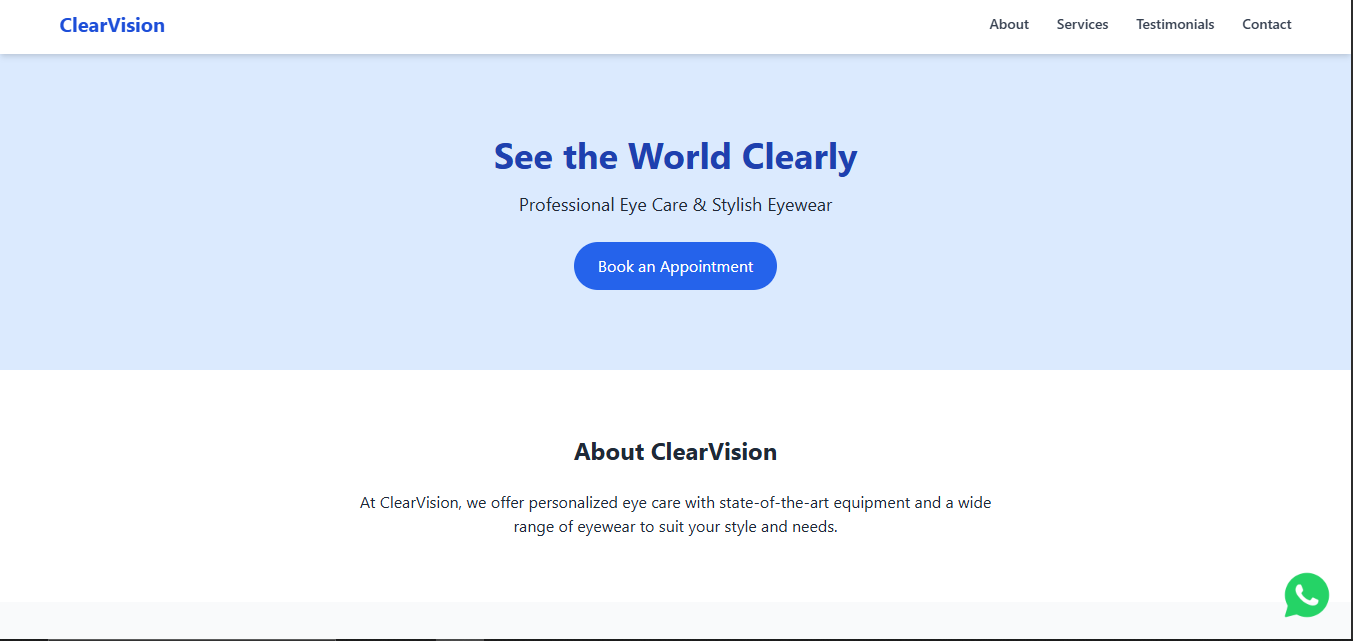 ClearVision
About
Services
Testimonials
Contact
See the World Clearly
Professional Eye Care & Stylish Eyewear
Book an Appointment
About ClearVision
At ClearVision, we offer personalized eye care with state-of-the-art equipment and a wide
range of eyewear to suit your style and needs.